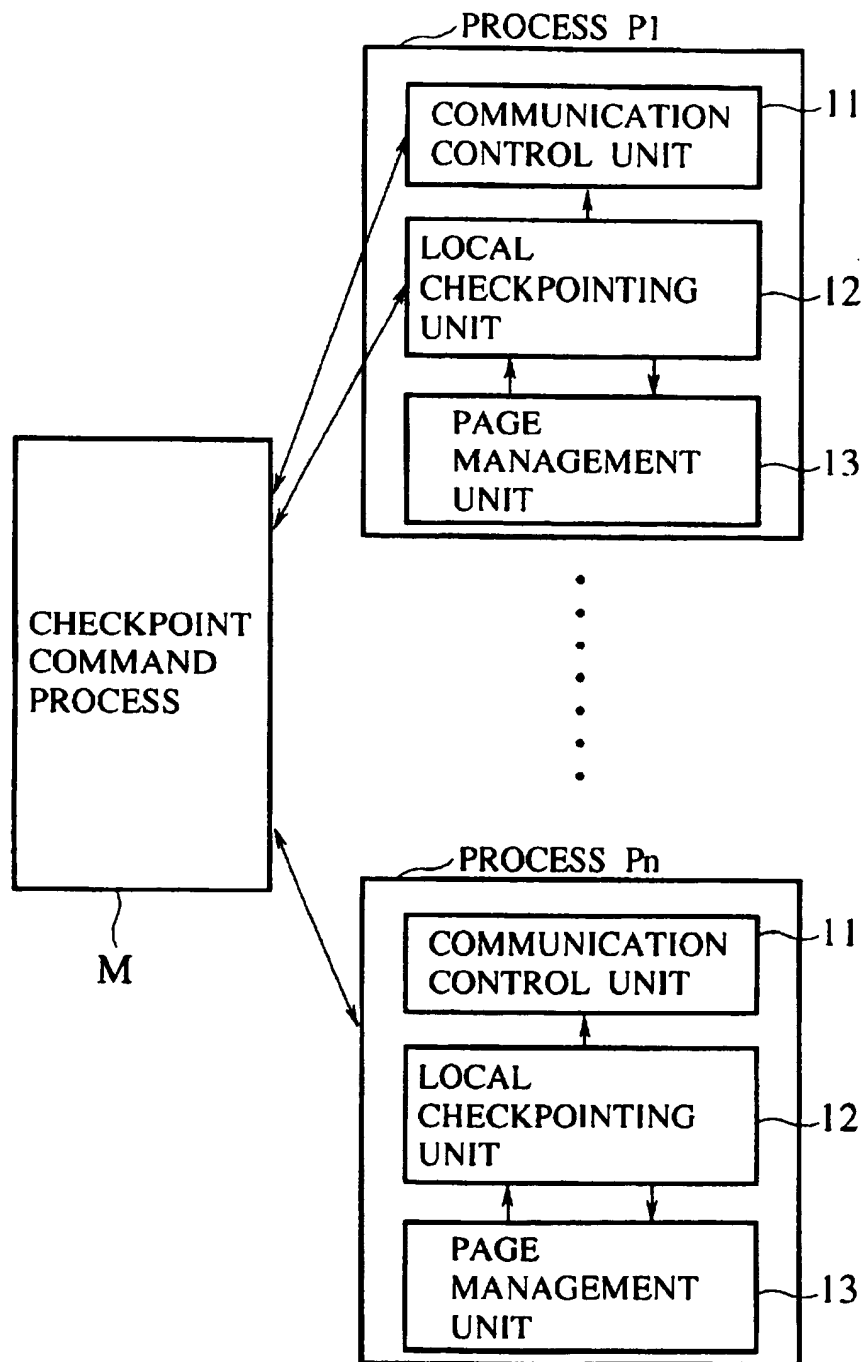 PROCESS P1
COMMUNICATION
CONTROL UNIT
11
LOCAL
CHECKPOINTING
UNIT
12
PAGE
MANAGEMENT
UNIT
13
CHECKPOINT
COMMAND
PROCESS
M
PROCESS Pn
COMMUNICATION
CONTROL UNIT
11
LOCAL
CHECKPOINTING
UNIT
12
PAGE
MANAGEMENT
UNIT
13